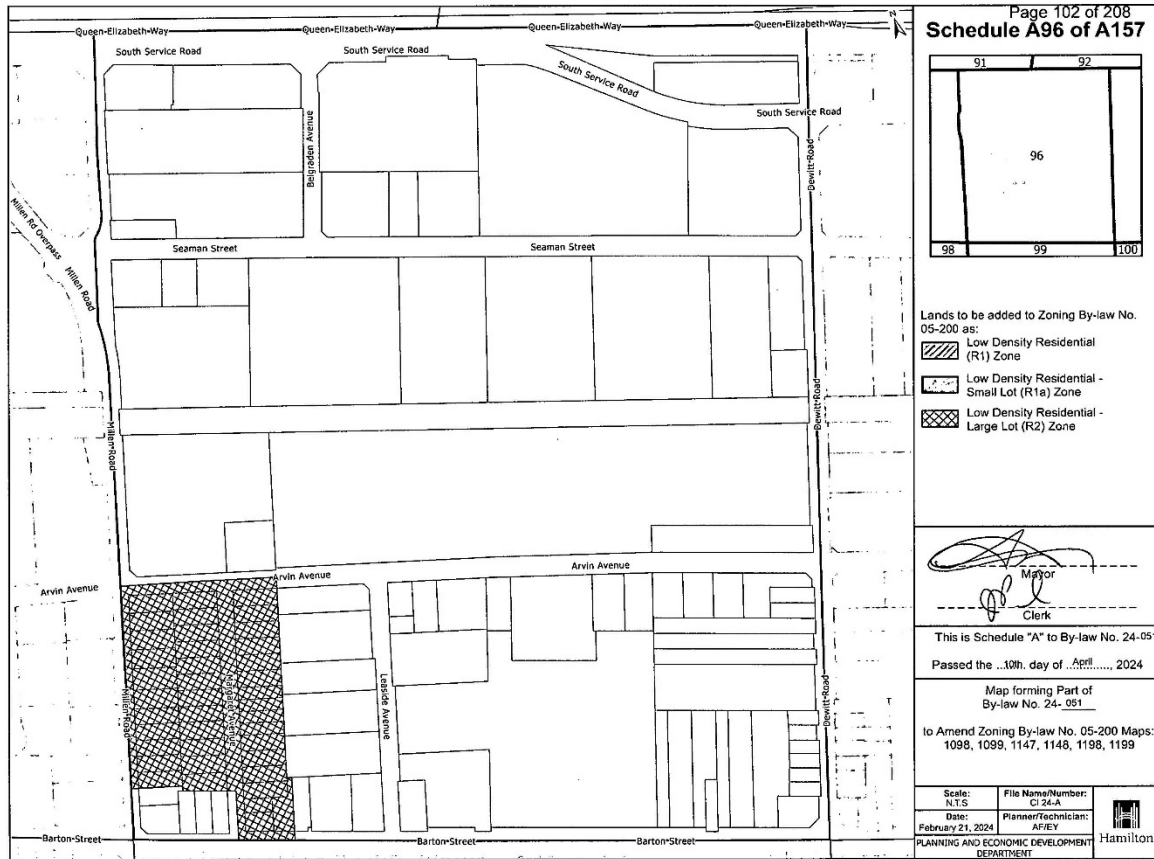 Page 102 of 208
Schedule A96 of A157
Queen-Elizabeth-Way
Queen-Elizabeth-Way
Queen-Elizabeth-Way
Queen-Elizabeth-Way
N
South Service Road
South Service Road
South Service Road
South Service Road
Belgraden Avenue
Dewitt-Road
Millen Rd Overpass
Millen Road
Seaman Street
Seaman Street
Millen-Road
Dewitt-Road
Arvin Avenue
Arvin Avenue
Arvin Avenue
Millen-Road
Margaret-Avenue
Leaside Avenue
Dewitt-Road
Barton-Street
Barton-Street
Barton-Street
91
92
96
98
99
100
Lands to be added to Zoning By-law No.
05-200 as:
Low Density Residential
(R1) Zone
Low Density Residential -
Small Lot (R1a) Zone
Low Density Residential -
Large Lot (R2) Zone
Mayor
Clerk
This is Schedule "A" to By-law No. 24-051
Passed the ...10th. day of ..April......, 2024
Map forming Part of
By-law No. 24- 051
to Amend Zoning By-law No. 05-200 Maps:
1098, 1099, 1147, 1148, 1198, 1199
Scale:
N.T.S
File Name/Number:
CI 24-A
Date:
February 21, 2024
Planner/Technician:
AF/EY
PLANNING AND ECONOMIC DEVELOPMENT
DEPARTMENT
Hamilton